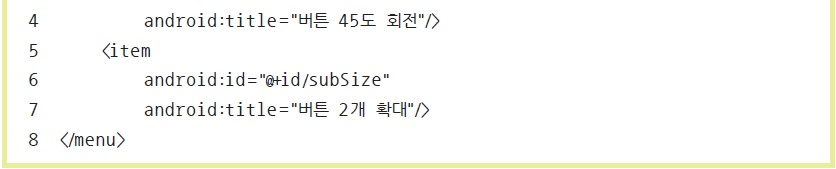 4 android:title="버튼 45도 회전"/>
5 <item
6 android:id="@+id/subSize"
7 android:title="버튼 2개 확대"/>
8 </menu>